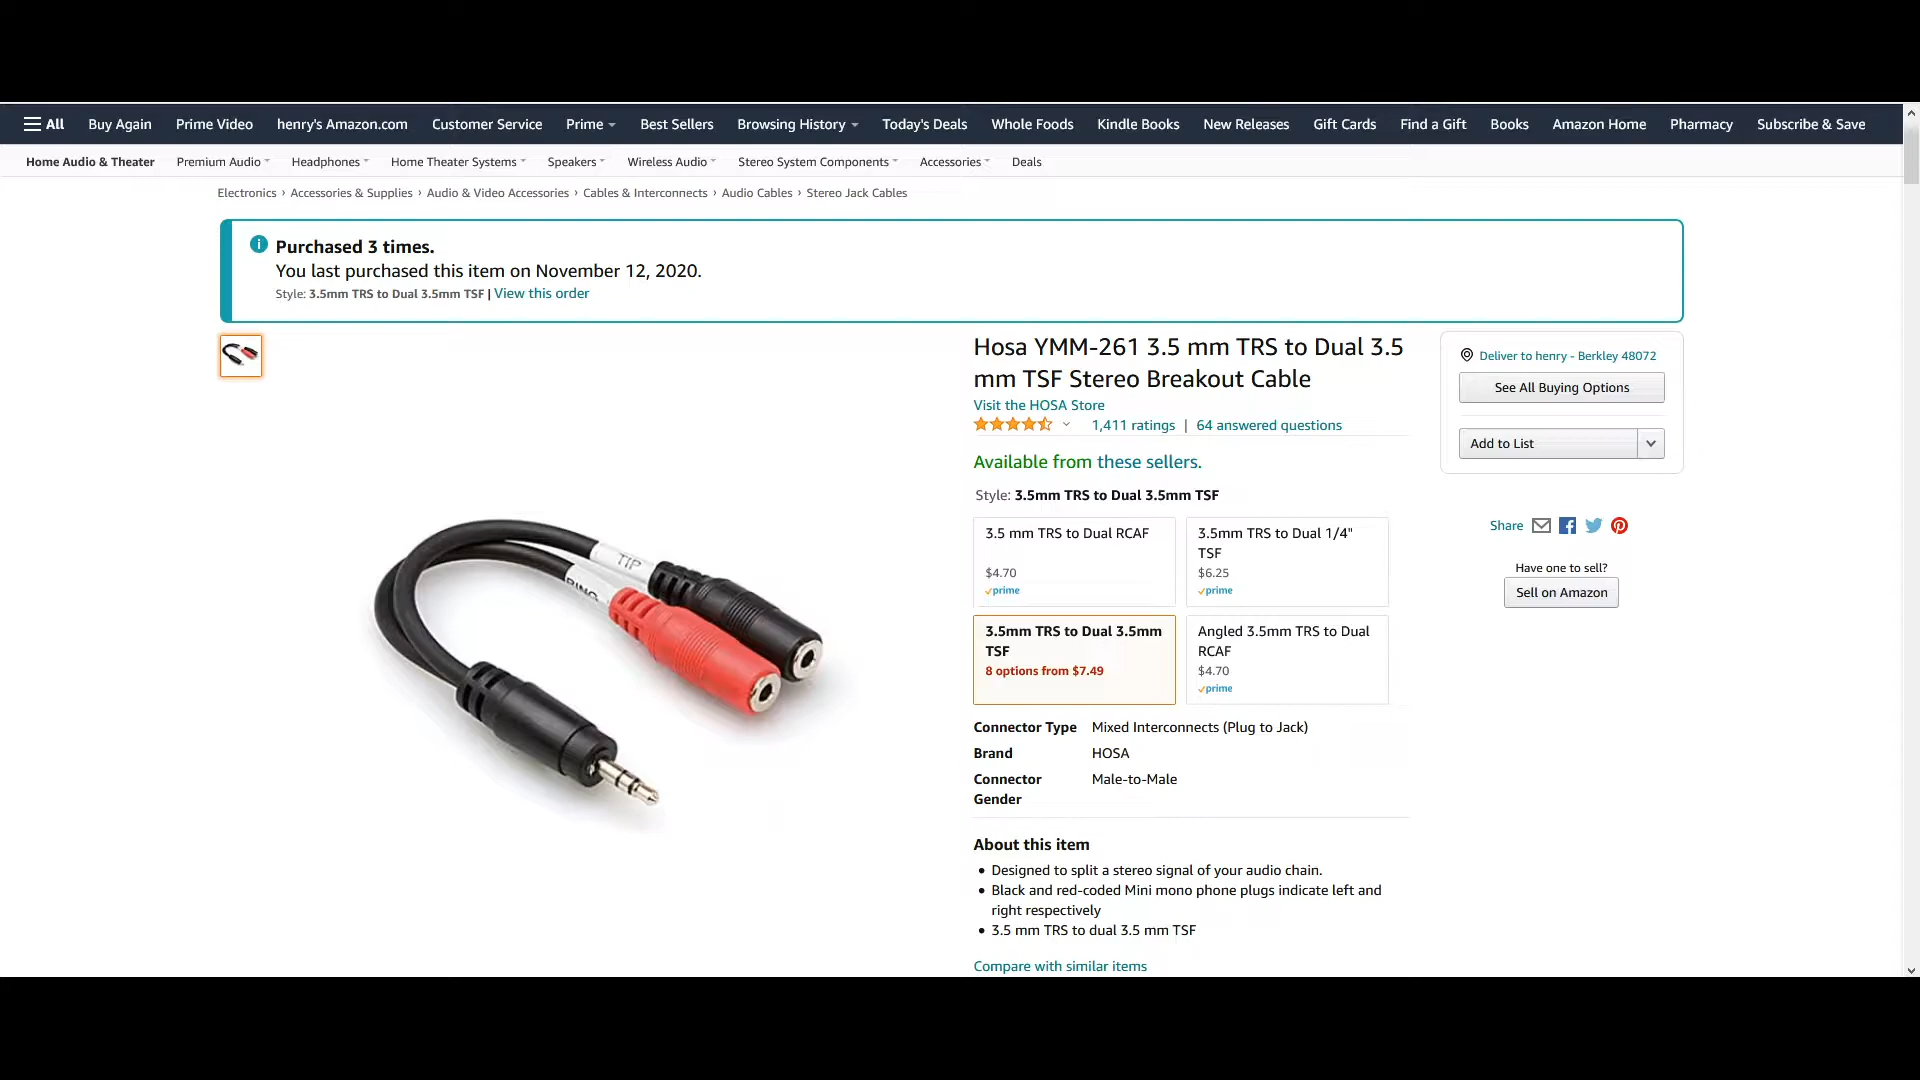 All Buy Again Prime Video henry's Amazon.com Customer Service Prime Best Sellers Browsing History Today's Deals Whole Foods Kindle Books New Releases Gift Cards Find a Gift Books Amazon Home Pharmacy Subscribe & Save
Home Audio & Theater Premium Audio Headphones Home Theater Systems Speakers Wireless Audio Stereo System Components Accessories Deals
Electronics › Accessories & Supplies › Audio & Video Accessories › Cables & Interconnects › Audio Cables › Stereo Jack Cables
Purchased 3 times.
You last purchased this item on November 12, 2020.
Style: 3.5mm TRS to Dual 3.5mm TSF | View this order
TIP
RING
Hosa YMM-261 3.5 mm TRS to Dual 3.5
mm TSF Stereo Breakout Cable
Visit the HOSA Store
1,411 ratings | 64 answered questions
Available from these sellers.
Style: 3.5mm TRS to Dual 3.5mm TSF
3.5 mm TRS to Dual RCAF
$4.70
prime
3.5mm TRS to Dual 1/4"
TSF
$6.25
prime
3.5mm TRS to Dual 3.5mm
TSF
8 options from $7.49
Angled 3.5mm TRS to Dual
RCAF
$4.70
prime
Connector Type Mixed Interconnects (Plug to Jack)
Brand HOSA
Connector Male-to-Male
Gender
About this item
• Designed to split a stereo signal of your audio chain.
• Black and red-coded Mini mono phone plugs indicate left and
right respectively
• 3.5 mm TRS to dual 3.5 mm TSF
Compare with similar items
Deliver to henry - Berkley 48072
See All Buying Options
Add to List
Share
Have one to sell?
Sell on Amazon